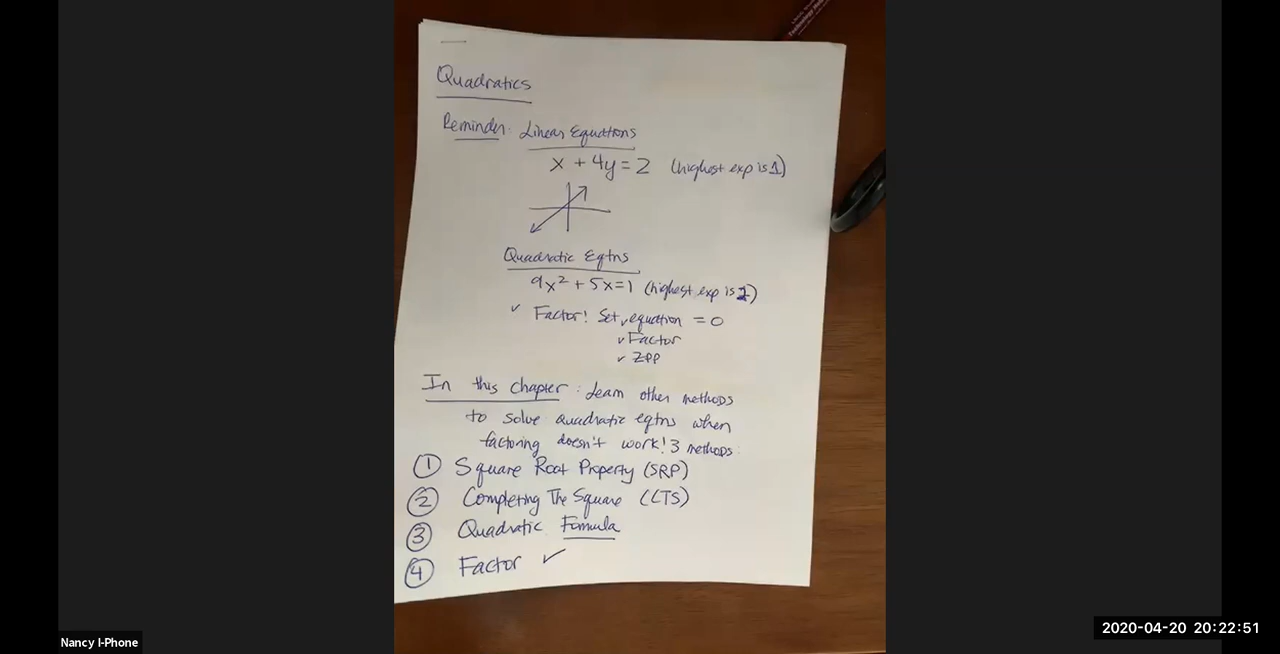 Technology
Quadratics
Reminder: Linear Equations
x + 4y = 2 (highest exp is 1)
Quadratic Eqtns
9x² + 5x = 1 (highest exp is 2)
✓ Factor! Set ✓ equation = 0
✓ Factor
✓ ZPP
In this chapter: Learn other methods
to solve quadratic eqtns when
factoring doesn't work! 3 methods:
① Square Root Property (SRP)
② Completing The Square (CTS)
③ Quadratic Formula
④ Factor ✓
Nancy I-Phone
2020-04-20 20:22:51